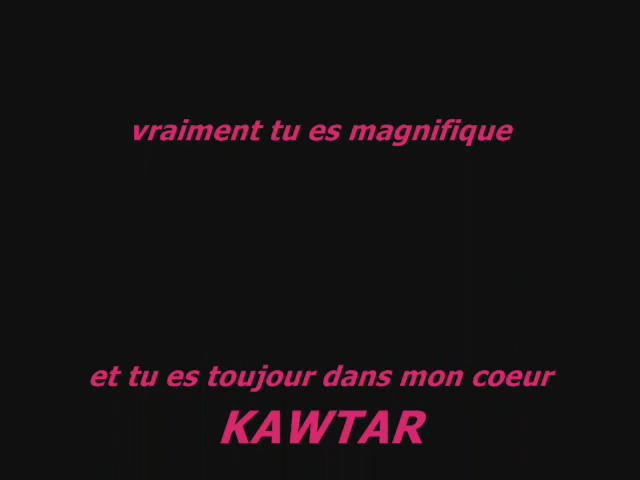 vraiment tu es magnifique
et tu es toujour dans mon coeur
KAWTAR